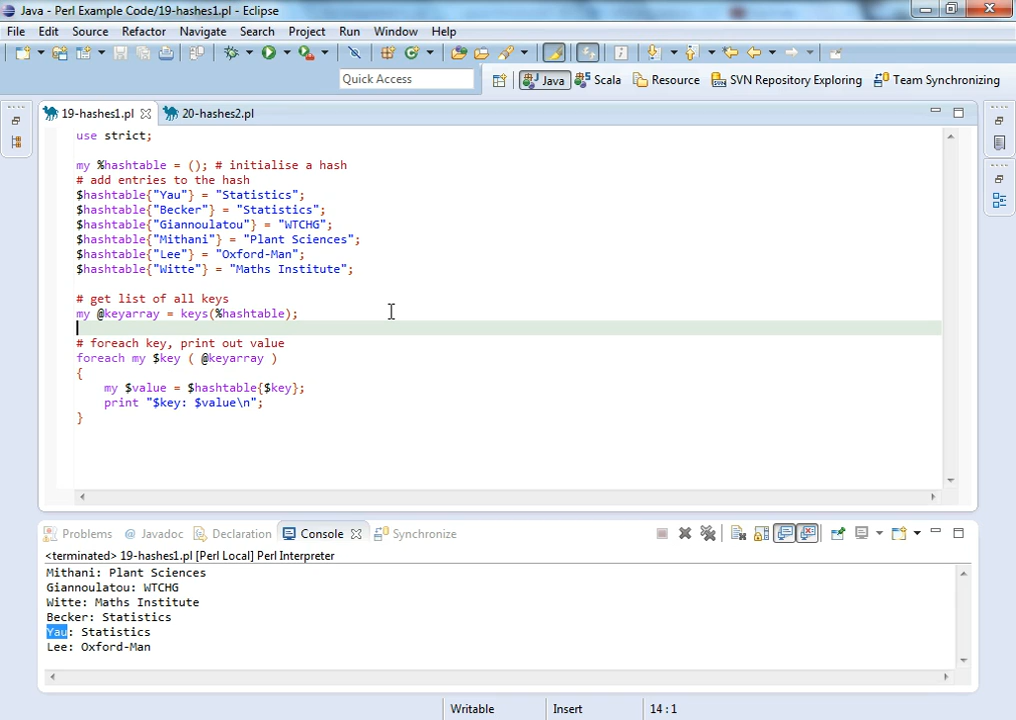 Java - Perl Example Code/19-hashes1.pl - Eclipse
File Edit Source Refactor Navigate Search Project Run Window Help
Quick Access
Java Scala Resource SVN Repository Exploring Team Synchronizing
19-hashes1.pl 20-hashes2.pl
use strict;
my %hashtable = (); # initialise a hash
# add entries to the hash
$hashtable{"Yau"} = "Statistics";
$hashtable{"Becker"} = "Statistics";
$hashtable{"Giannoulatou"} = "WTCHG";
$hashtable{"Mithani"} = "Plant Sciences";
$hashtable{"Lee"} = "Oxford-Man";
$hashtable{"Witte"} = "Maths Institute";
# get list of all keys
my @keyarray = keys(%hashtable);
# foreach key, print out value
foreach my $key ( @keyarray )
{
my $value = $hashtable{$key};
print "$key: $value\n";
}
Problems @ Javadoc Declaration Console Synchronize
<terminated> 19-hashes1.pl [Perl Local] Perl Interpreter
Mithani: Plant Sciences
Giannoulatou: WTCHG
Witte: Maths Institute
Becker: Statistics
Yau: Statistics
Lee: Oxford-Man
Writable Insert 14 : 1